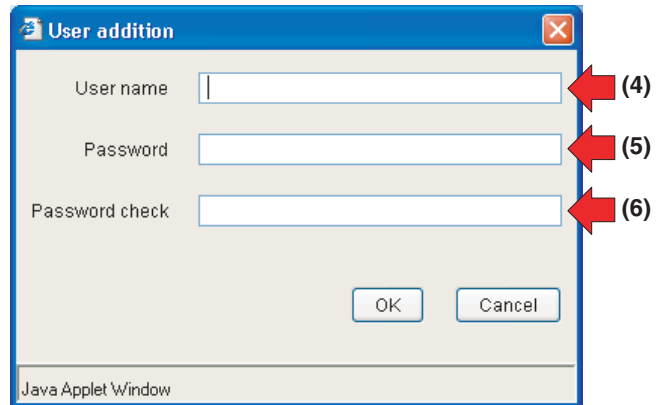 User addition
User name (4)
Password (5)
Password check (6)
OK Cancel
Java Applet Window